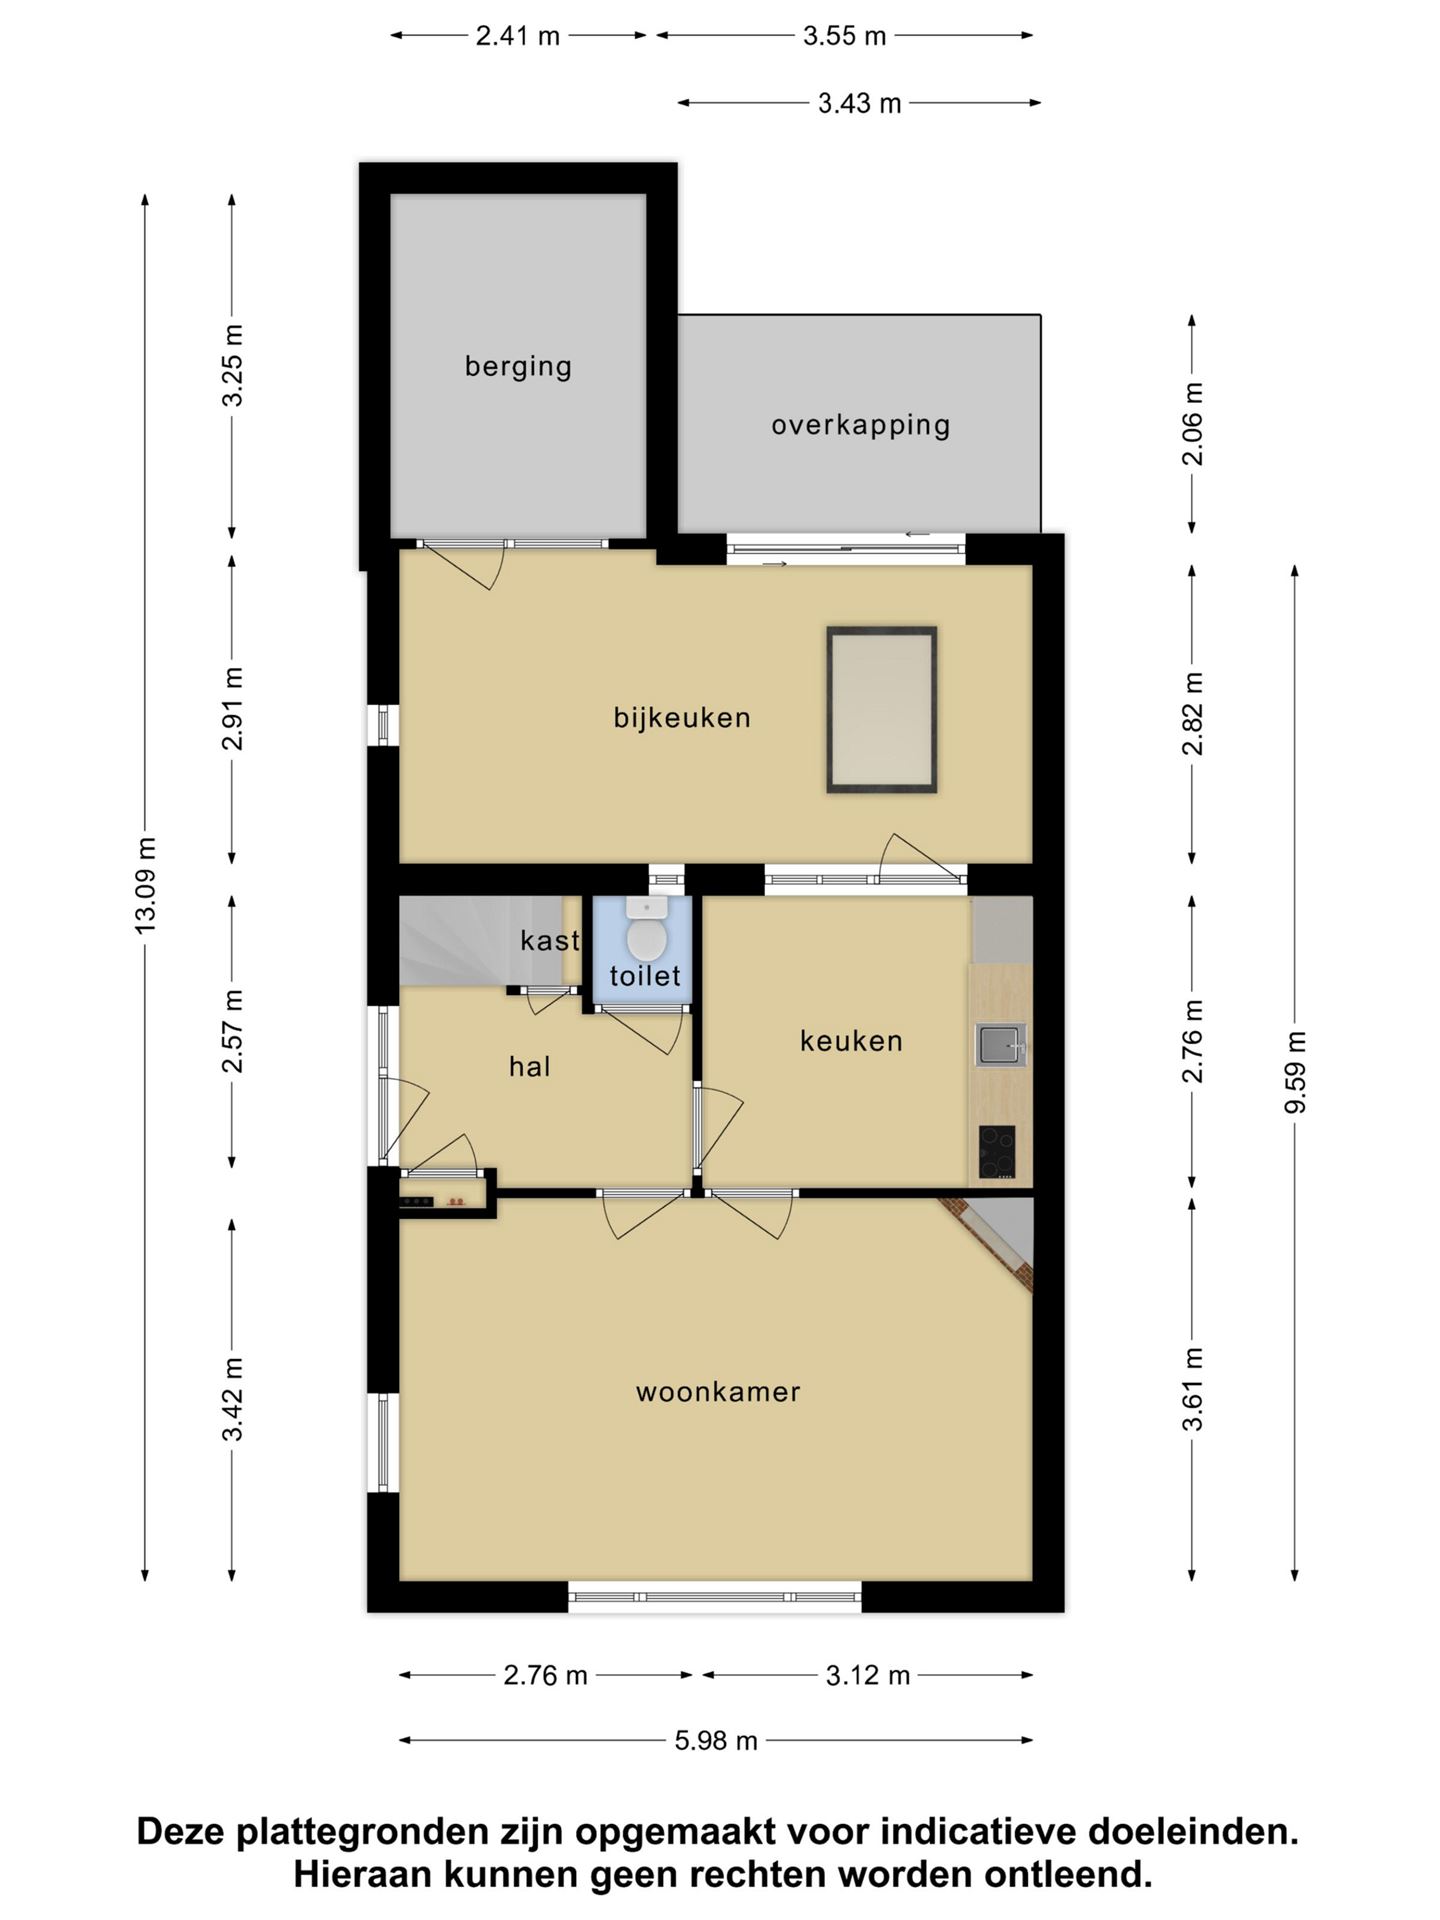 2.41 m
3.55 m
3.43 m
berging
3.25 m
overkapping
2.06 m
bijkeuken
2.91 m
2.82 m
13.09 m
kast
toilet
keuken
hal
2.57 m
2.76 m
9.59 m
woonkamer
3.42 m
3.61 m
2.76 m
3.12 m
5.98 m
Deze plattegronden zijn opgemaakt voor indicatieve doeleinden.
Hieraan kunnen geen rechten worden ontleend.